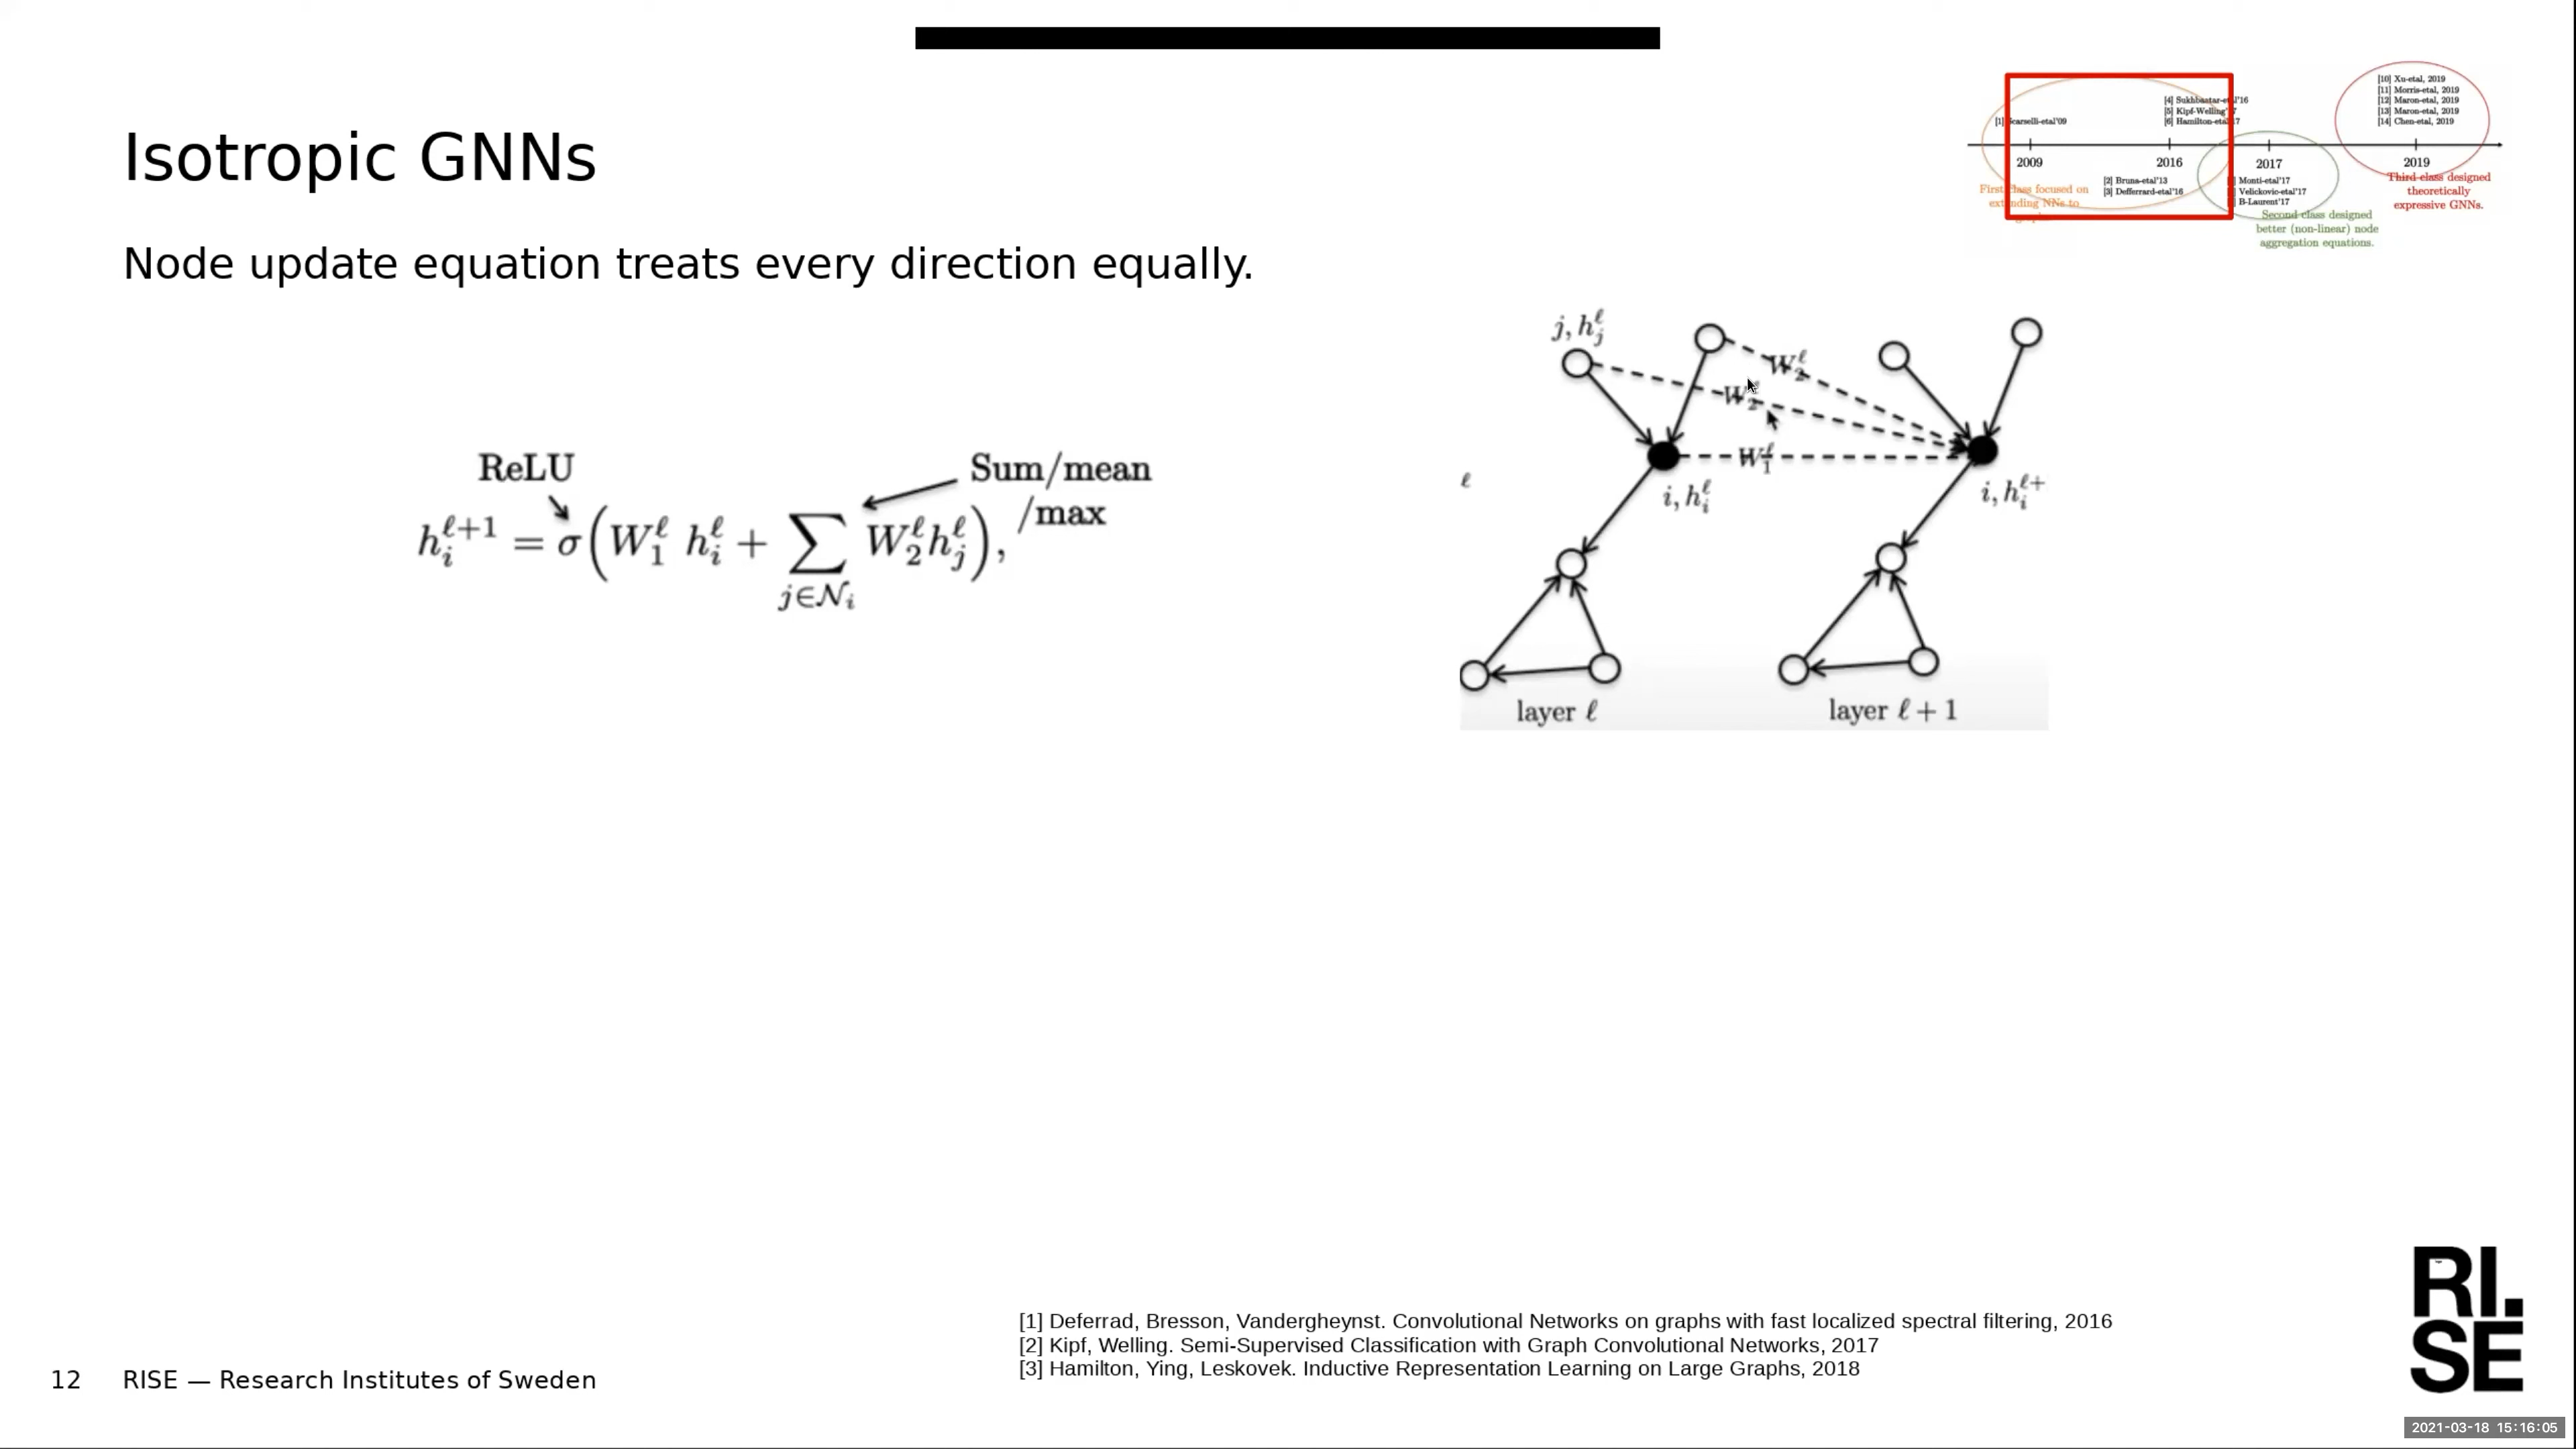 Isotropic GNNs
Node update equation treats every direction equally.
[4] Sukhbaatar-etal'16
[5] Kipf-Welling'17
[6] Hamilton-etal'17
[1] Scarselli-etal'09
[10] Xu-etal, 2019
[11] Morris-etal, 2019
[12] Maron-etal, 2019
[13] Maron-etal, 2019
[14] Chen-etal, 2019
2009 2016 2017 2019
[2] Bruna-etal'13
[3] Defferrard-etal'16
Monti-etal'17
Velickovic-etal'17
B-Laurent'17
First class focused on
extending NNs to
Second class designed
better (non-linear) node
aggregation equations.
Third class designed
theoretically
expressive GNNs.
ReLU
Sum/mean
/max
h_i^{ℓ+1} = σ(W_1^ℓ h_i^ℓ + ∑_{j∈N_i} W_2^ℓ h_j^ℓ),
j, h_j^ℓ
W_2^ℓ
W_2^ℓ
W_1^ℓ
ℓ
i, h_i^ℓ
i, h_i^{ℓ+
layer ℓ
layer ℓ + 1
[1] Deferrad, Bresson, Vandergheynst. Convolutional Networks on graphs with fast localized spectral filtering, 2016
[2] Kipf, Welling. Semi-Supervised Classification with Graph Convolutional Networks, 2017
[3] Hamilton, Ying, Leskovek. Inductive Representation Learning on Large Graphs, 2018
12 RISE — Research Institutes of Sweden
RI.
SE
2021-03-18 15:16:05